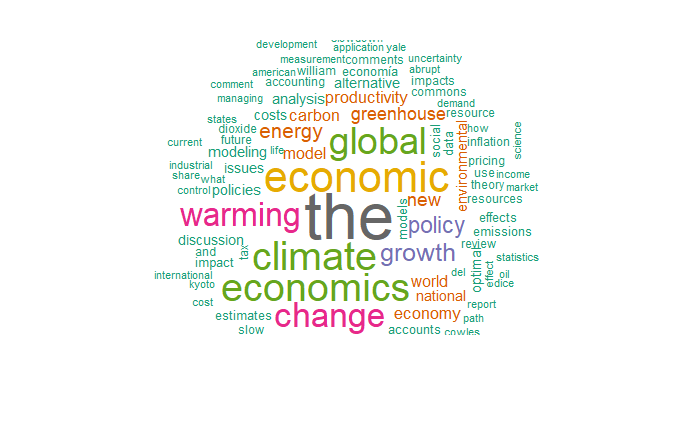 slowdown
development application yale
measurement comments uncertainty
american william economía abrupt
comment accounting alternative impacts
managing analysis productivity commons
states costs carbon greenhouse demand resource
dioxide energy global social data environmental how science
current future inflation
modeling life model pricing
industrial issues economic use income
share what theory market
control policies new resources
warming the models policy effects
discussion emissions
and tax climate growth review
impact statistics
international del optimal effect oil
kyoto economics world dice
cost national report
estimates change economy path
slow accounts cowles